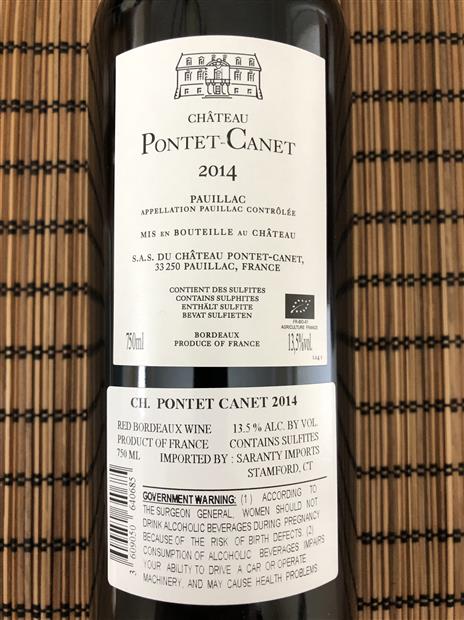 CHÂTEAU
PONTET-CANET
2014
PAUILLAC
APPELLATION PAUILLAC CONTRÔLÉE
MIS EN BOUTEILLE AU CHÂTEAU
S.A.S. DU CHÂTEAU PONTET-CANET,
33 250 PAUILLAC, FRANCE
CONTIENT DES SULFITES
CONTAINS SULPHITES
ENTHÄLT SULFITE
BEVAT SULFIETEN
FR-BIO-01
AGRICULTURE FRANCE
750ml
BORDEAUX
PRODUCE OF FRANCE
13,5%vol.
CH. PONTET CANET 2014
RED BORDEAUX WINE
PRODUCT OF FRANCE
750 ML
13.5 % ALC. BY VOL.
CONTAINS SULFITES
IMPORTED BY : SARANTY IMPORTS
STAMFORD, CT
GOVERNMENT WARNING: (1) ACCORDING TO
THE SURGEON GENERAL, WOMEN SHOULD NOT
DRINK ALCOHOLIC BEVERAGES DURING PREGNANCY
BECAUSE OF THE RISK OF BIRTH DEFECTS. (2)
CONSUMPTION OF ALCOHOLIC BEVERAGES IMPAIRS
YOUR ABILITY TO DRIVE A CAR OR OPERATE
MACHINERY, AND MAY CAUSE HEALTH PROBLEMS
3 609050 640685